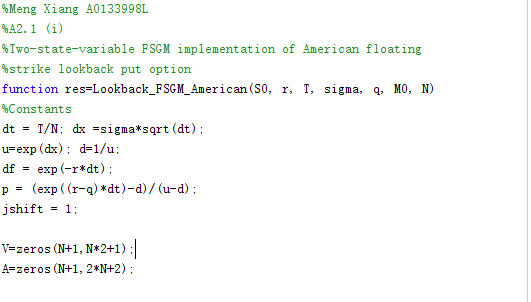 %Meng Xiang A0133998L
%A2.1 (i)
%Two-state-variable FSGM implementation of American floating
%strike lookback put option
function res=Lookback_FSGM_American(S0, r, T, sigma, q, M0, N)
%Constants
dt = T/N; dx =sigma*sqrt(dt);
u=exp(dx); d=1/u;
df = exp(-r*dt);
p = (exp((r-q)*dt)-d)/(u-d);
jshift = 1;
V=zeros(N+1,N*2+1);
A=zeros(N+1,2*N+2);